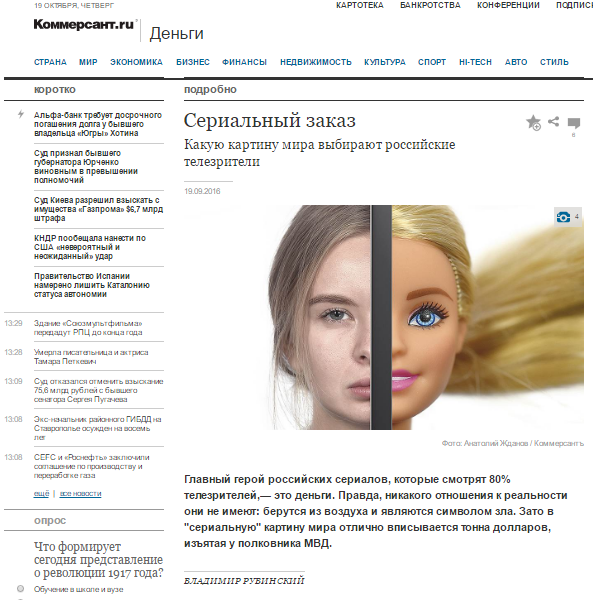 19 ОКТЯБРЯ, ЧЕТВЕРГ
КАРТОТЕКА БАНКРОТСТВА КОНФЕРЕНЦИИ ПОДПИСК
Коммерсант.ru Деньги
СТРАНА МИР ЭКОНОМИКА БИЗНЕС ФИНАНСЫ НЕДВИЖИМОСТЬ КУЛЬТУРА СПОРТ HI-TECH АВТО СТИЛЬ
коротко
Альфа-банк требует досрочного
погашения долга у бывшего
владельца «Югры» Хотина
Суд признал бывшего
губернатора Юрченко
виновным в превышении
полномочий
Суд Киева разрешил взыскать с
имущества «Газпрома» $6,7 млрд
штрафа
КНДР пообещала нанести по
США «невероятный и
неожиданный» удар
Правительство Испании
намерено лишить Каталонию
статуса автономии
13:29 Здание «Союзмультфильма»
передадут РПЦ до конца года
13:28 Умерла писательница и актриса
Тамара Петкевич
13:09 Суд отказался отменить взыскание
75,6 млрд рублей с бывшего
сенатора Сергея Пугачева
13:08 Экс-начальник районного ГИБДД на
Ставрополье осужден на восемь
лет
13:08 CEFC и «Роснефть» заключили
соглашение по производству и
переработке газа
ещё | все новости
опрос
Что формирует
сегодня представление
о революции 1917 года?
Обучение в школе и вузе
подробно
Сериальный заказ
Какую картину мира выбирают российские
телезрители
6
19.09.2016
4
Фото: Анатолий Жданов / Коммерсантъ
Главный герой российских сериалов, которые смотрят 80%
телезрителей,— это деньги. Правда, никакого отношения к реальности
они не имеют: берутся из воздуха и являются символом зла. Зато в
"сериальную" картину мира отлично вписывается тонна долларов,
изъятая у полковника МВД.
ВЛАДИМИР РУВИНСКИЙ